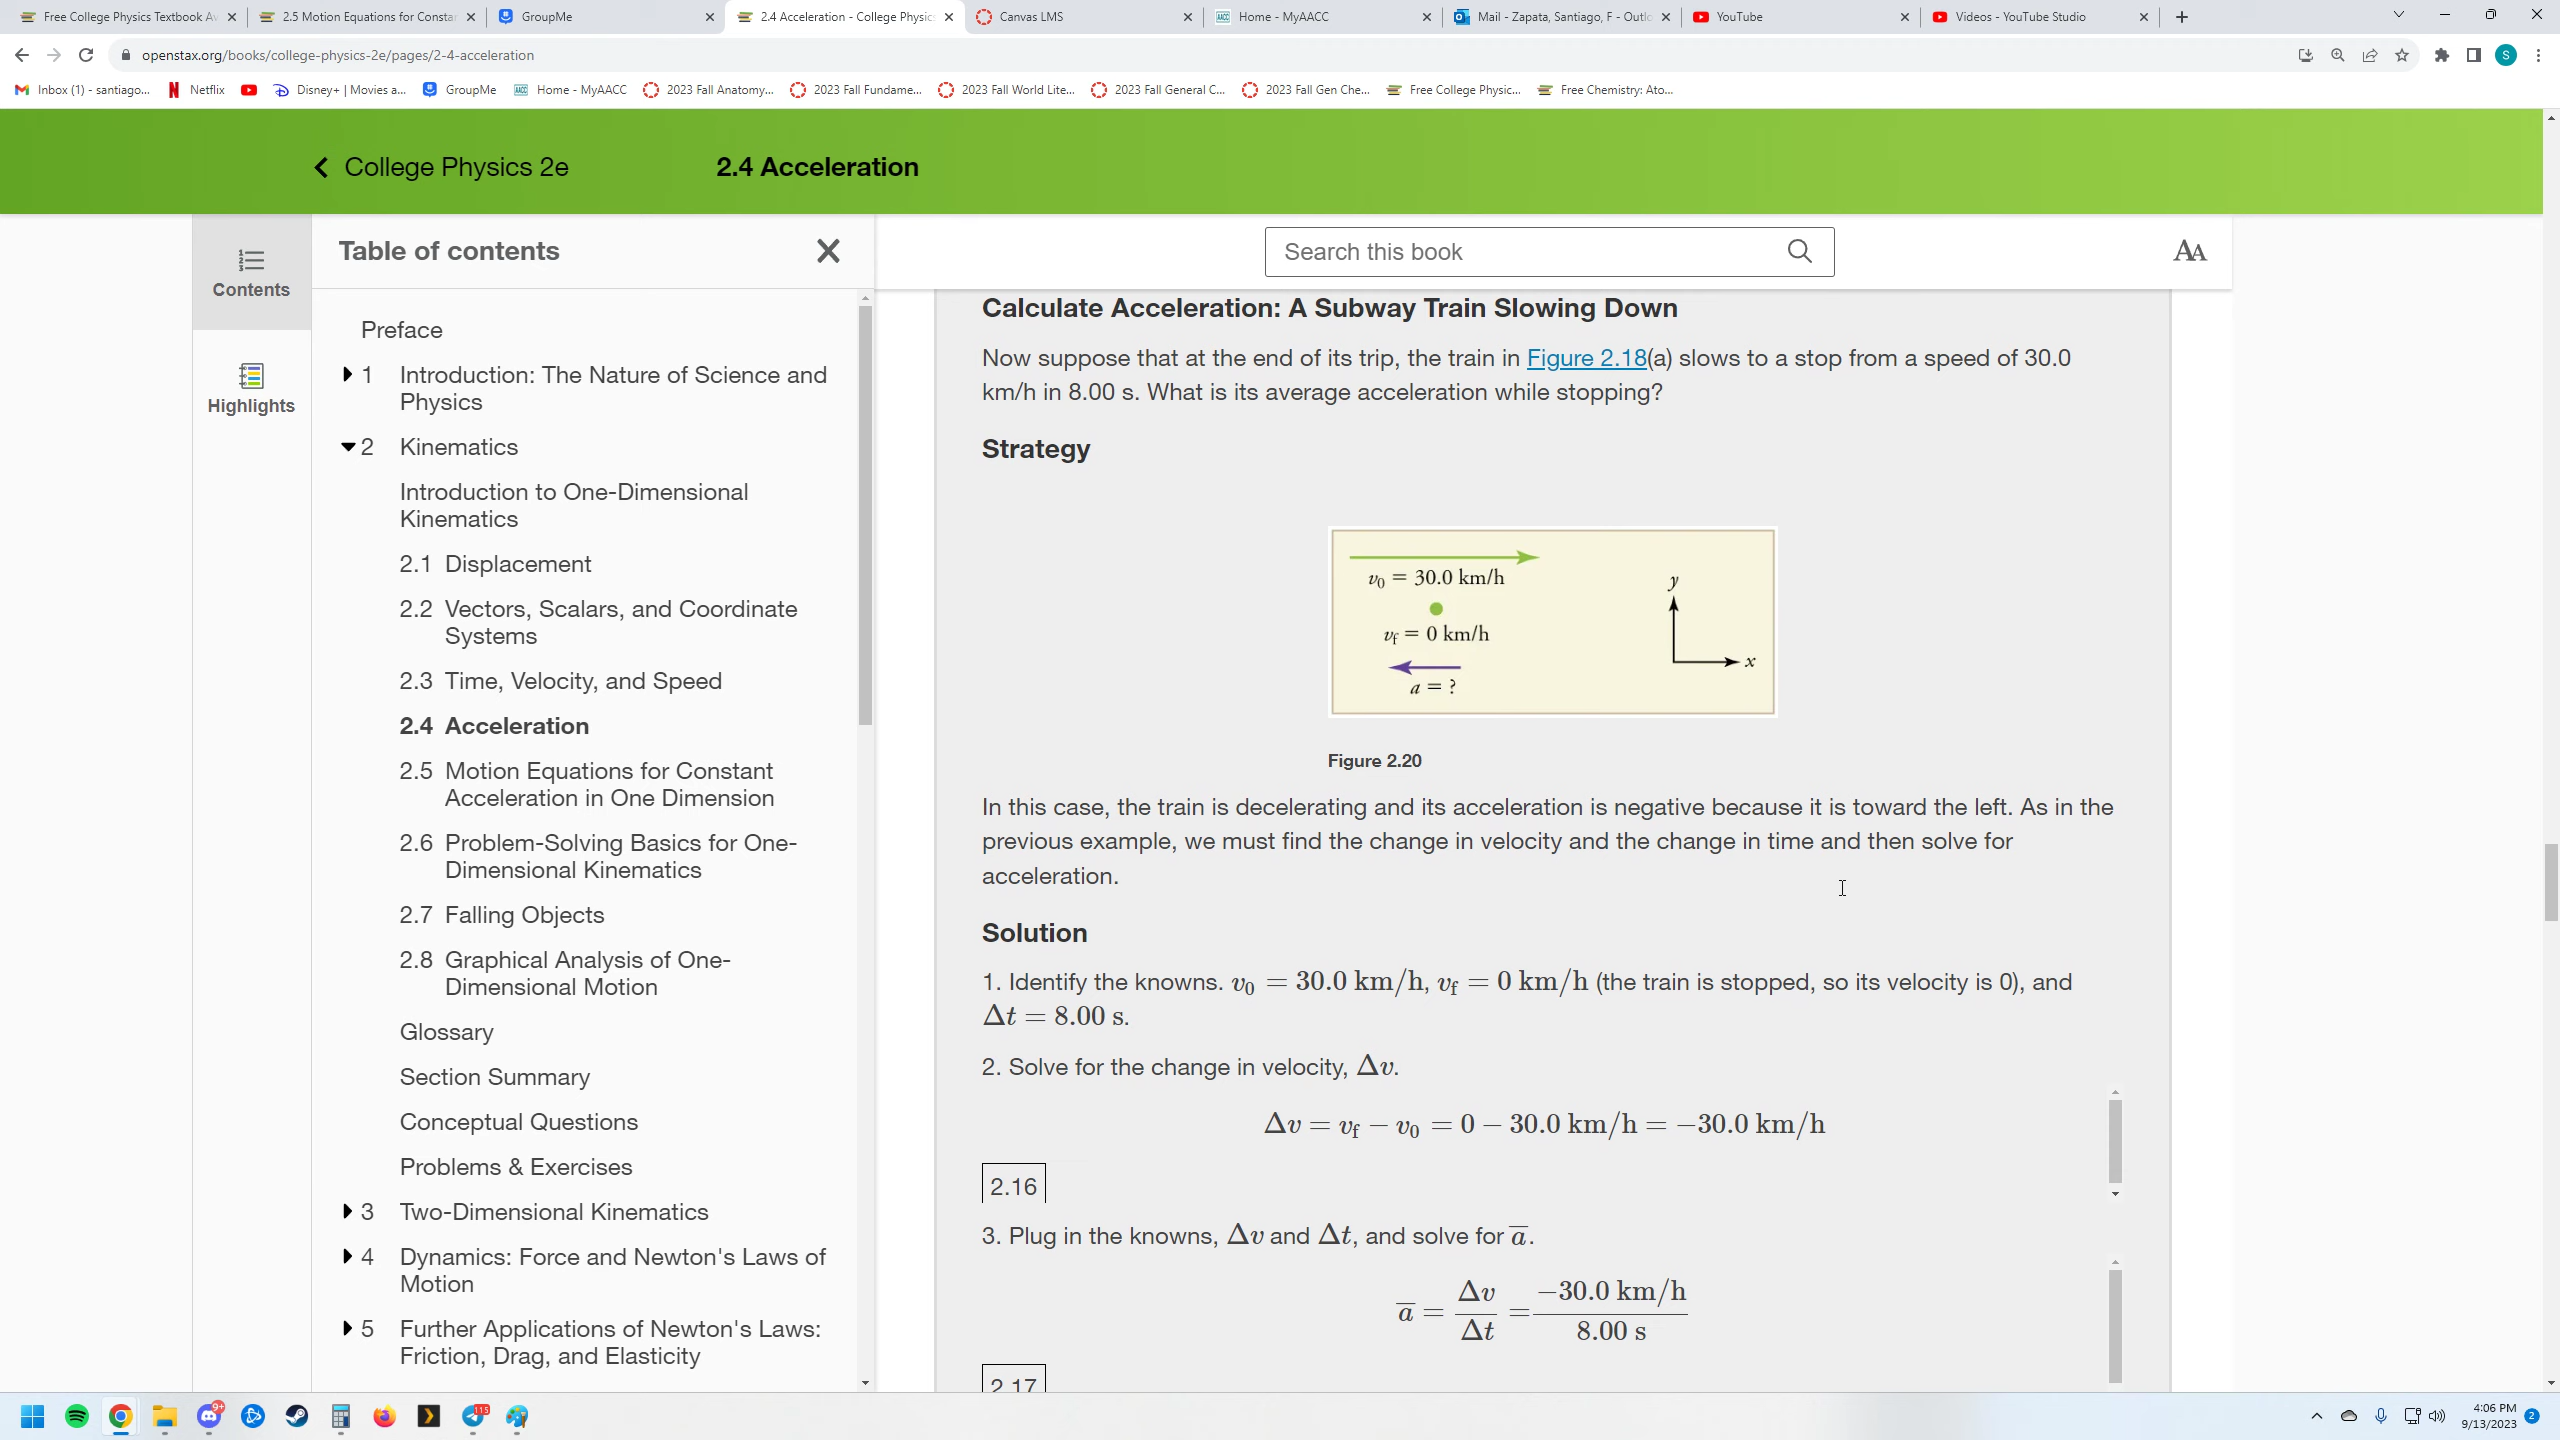 Free College Physics Textbook Av
2.5 Motion Equations for Constan
GroupMe
2.4 Acceleration - College Physics
Canvas LMS
Home - MyAACC
Mail - Zapata, Santiago, F - Outlo
YouTube
Videos - YouTube Studio
openstax.org/books/college-physics-2e/pages/2-4-acceleration
S
Inbox (1) - santiago...
Netflix
Disney+ | Movies a...
GroupMe
Home - MyAACC
2023 Fall Anatomy...
2023 Fall Fundame...
2023 Fall World Lite...
2023 Fall General C...
2023 Fall Gen Che...
Free College Physic...
Free Chemistry: Ato...
College Physics 2e
2.4 Acceleration
Contents
Highlights
Table of contents
Search this book
AA
Preface
1 Introduction: The Nature of Science and
Physics
2 Kinematics
Introduction to One-Dimensional
Kinematics
2.1 Displacement
2.2 Vectors, Scalars, and Coordinate
Systems
2.3 Time, Velocity, and Speed
2.4 Acceleration
2.5 Motion Equations for Constant
Acceleration in One Dimension
2.6 Problem-Solving Basics for One-
Dimensional Kinematics
2.7 Falling Objects
2.8 Graphical Analysis of One-
Dimensional Motion
Glossary
Section Summary
Conceptual Questions
Problems & Exercises
3 Two-Dimensional Kinematics
4 Dynamics: Force and Newton's Laws of
Motion
5 Further Applications of Newton's Laws:
Friction, Drag, and Elasticity
Calculate Acceleration: A Subway Train Slowing Down
Now suppose that at the end of its trip, the train in Figure 2.18(a) slows to a stop from a speed of 30.0
km/h in 8.00 s. What is its average acceleration while stopping?
Strategy
v₀ = 30.0 km/h
v_f = 0 km/h
a = ?
y
x
Figure 2.20
In this case, the train is decelerating and its acceleration is negative because it is toward the left. As in the
previous example, we must find the change in velocity and the change in time and then solve for
acceleration.
Solution
1. Identify the knowns. v₀ = 30.0 km/h, v_f = 0 km/h (the train is stopped, so its velocity is 0), and
Δt = 8.00 s.
2. Solve for the change in velocity, Δv.
Δv = v_f − v₀ = 0 − 30.0 km/h = −30.0 km/h
2.16
3. Plug in the knowns, Δv and Δt, and solve for a̅.
a̅ = Δv/Δt = −30.0 km/h / 8.00 s
2.17
9+
115
4:06 PM
9/13/2023
2